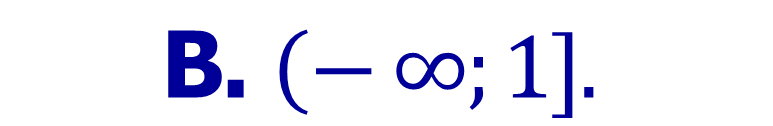 B. (− ∞; 1].